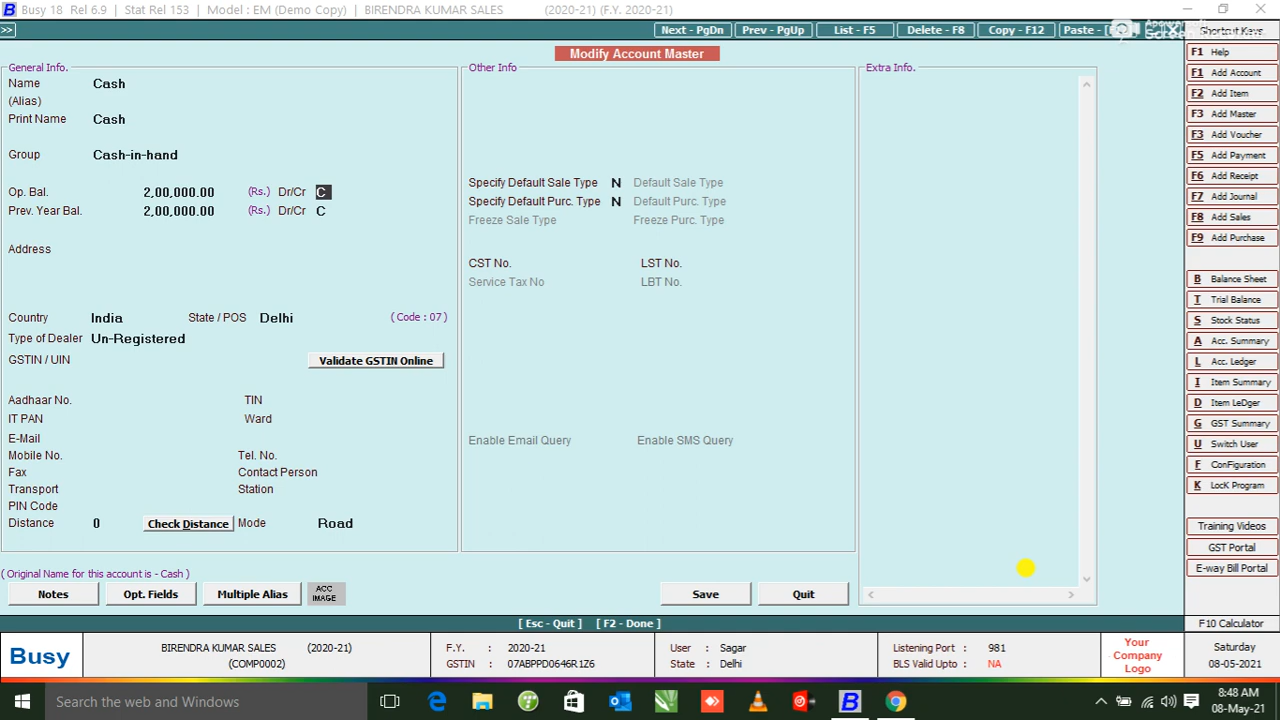 Busy 18 Rel 6.9 | Stat Rel 153 | Model : EM (Demo Copy) | BIRENDRA KUMAR SALES (2020-21) (F.Y. 2020-21)
>> Next - PgDn Prev - PgUp List - F5 Delete - F8 Copy - F12 Paste - [
Shortcut Keys
Modify Account Master
General Info.
Name Cash
(Alias)
Print Name Cash
Group Cash-in-hand
Op. Bal. 2,00,000.00 (Rs.) Dr/Cr C
Prev. Year Bal. 2,00,000.00 (Rs.) Dr/Cr C
Address
Country India State / POS Delhi ( Code : 07 )
Type of Dealer Un-Registered
GSTIN / UIN Validate GSTIN Online
Aadhaar No. TIN
IT PAN Ward
E-Mail
Mobile No. Tel. No.
Fax Contact Person
Transport Station
PIN Code
Distance 0 Check Distance Mode Road
( Original Name for this account is - Cash )
Notes Opt. Fields Multiple Alias ACC IMAGE
Other Info
Specify Default Sale Type N Default Sale Type
Specify Default Purc. Type N Default Purc. Type
Freeze Sale Type Freeze Purc. Type
CST No. LST No.
Service Tax No LBT No.
Enable Email Query Enable SMS Query
Save Quit
Extra Info.
F1 Help
F1 Add Account
F2 Add Item
F3 Add Master
F3 Add Voucher
F5 Add Payment
F6 Add Receipt
F7 Add Journal
F8 Add Sales
F9 Add Purchase
B Balance Sheet
T Trial Balance
S Stock Status
A Acc. Summary
L Acc. Ledger
I Item Summary
D Item LeDger
G GST Summary
U Switch User
F ConFiguration
K LocK Program
Training Videos
GST Portal
E-way Bill Portal
F10 Calculator
[ Esc - Quit ] [ F2 - Done ]
Busy
BIRENDRA KUMAR SALES (2020-21)
(COMP0002)
F.Y. : 2020-21
GSTIN : 07ABPPD0646R1Z6
User : Sagar
State : Delhi
Listening Port : 981
BLS Valid Upto : NA
Your
Company
Logo
Saturday
08-05-2021
Search the web and Windows
8:48 AM
08-May-21